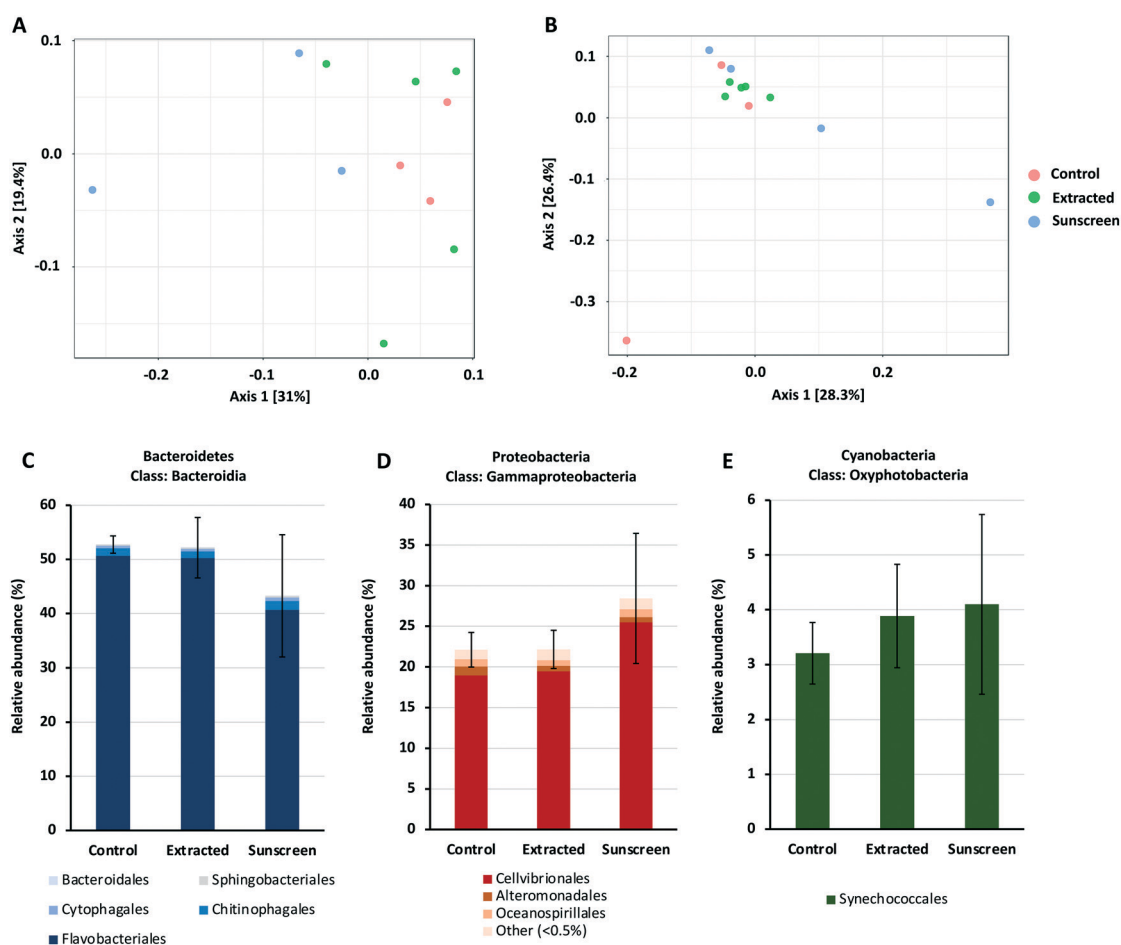 A
0.1
0.0
-0.1
Axis 2 [19.4%]
-0.2
-0.1
0.0
0.1
Axis 1 [31%]
B
0.1
0.0
-0.1
-0.2
-0.3
Axis 2 [26.4%]
-0.2
0.0
0.2
Axis 1 [28.3%]
Control
Extracted
Sunscreen
C
Bacteroidetes
Class: Bacteroidia
60
50
40
30
20
10
0
Relative abundance (%)
Control
Extracted
Sunscreen
Bacteroidales
Sphingobacteriales
Cytophagales
Chitinophagales
Flavobacteriales
D
Proteobacteria
Class: Gammaproteobacteria
40
35
30
25
20
15
10
5
0
Relative abundance (%)
Control
Extracted
Sunscreen
Cellvibrionales
Alteromonadales
Oceanospirillales
Other (<0.5%)
E
Cyanobacteria
Class: Oxyphotobacteria
6
5
4
3
2
1
0
Relative abundance (%)
Control
Extracted
Sunscreen
Synechococcales